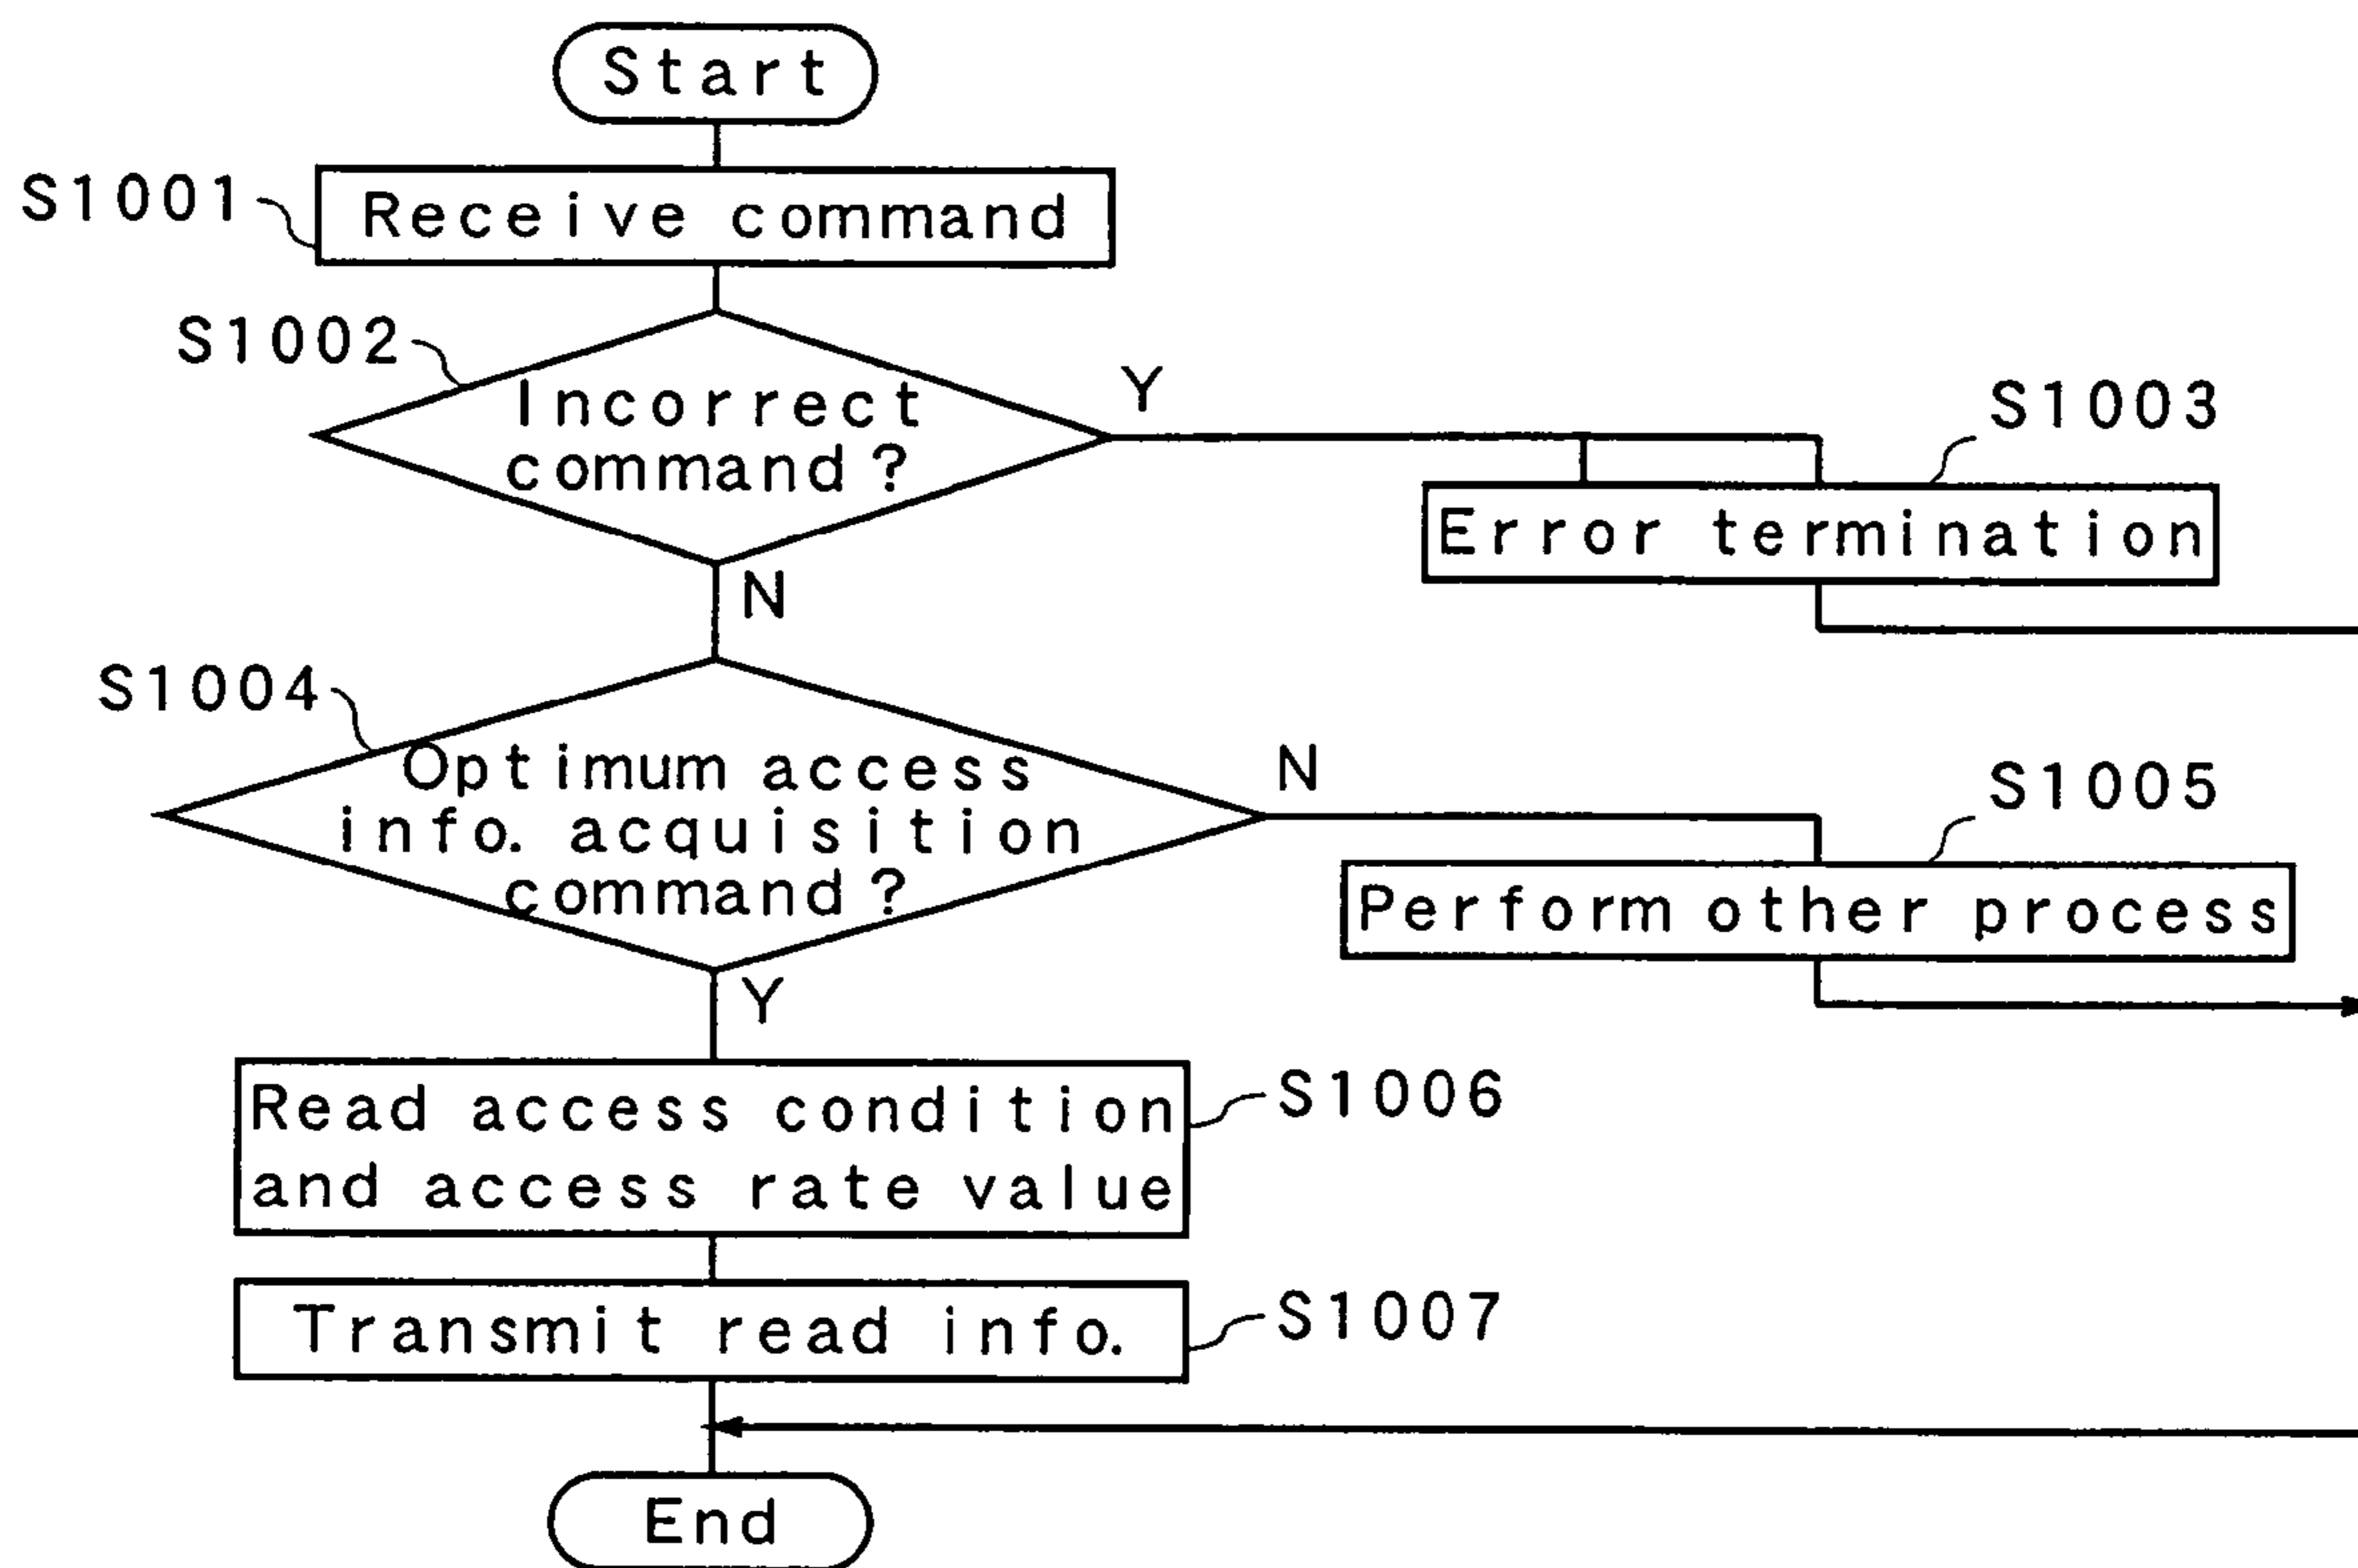 Start
S1001
Receive command
S1002
Incorrect
command?
Y
S1003
Error termination
N
S1004
Optimum access
info. acquisition
command?
N
S1005
Perform other process
Y
Read access condition
and access rate value
S1006
Transmit read info.
S1007
End